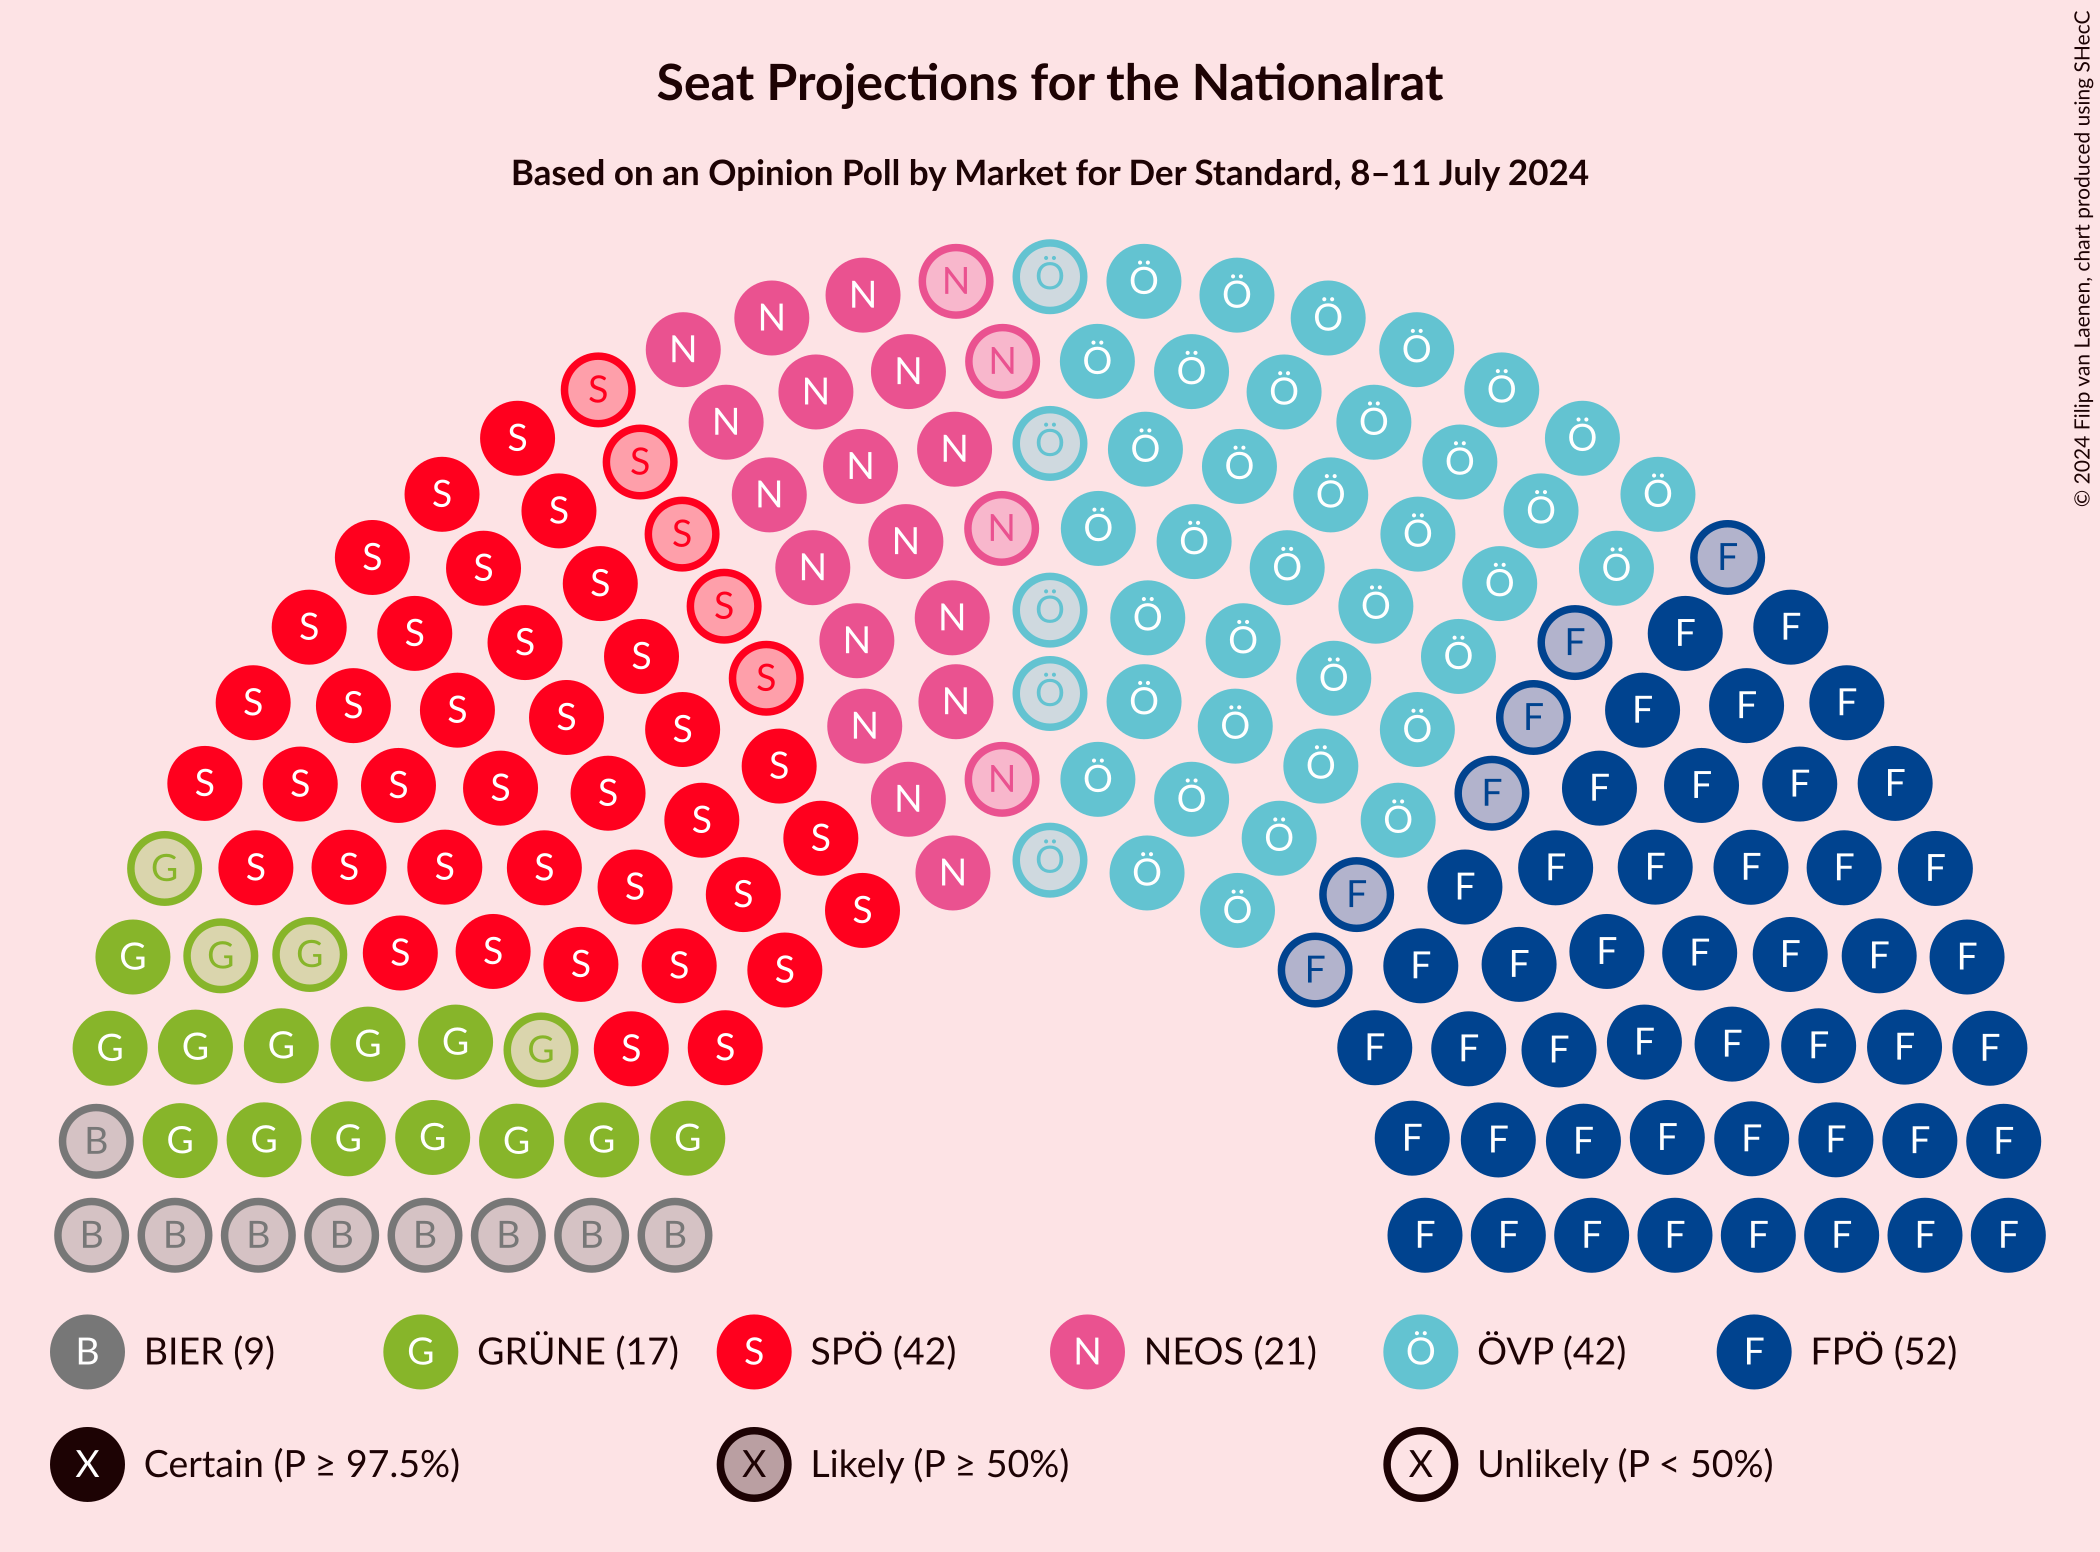 Seat Projections for the Nationalrat
Based on an Opinion Poll by Market for Der Standard, 8–11 July 2024
© 2024 Filip van Laenen, chart produced using SHecC
N N Ö Ö Ö
N Ö
N N N Ö Ö Ö
S N Ö Ö
S N N Ö Ö Ö Ö
S N Ö Ö
S N Ö Ö
S S N N Ö Ö Ö Ö
S S S N Ö Ö Ö F
S S S S N N Ö Ö Ö Ö F F F
S S S S S S S N N Ö Ö Ö Ö Ö Ö F F F F
S S S S S S S N N Ö Ö Ö Ö F F F F F
G S S S S S S S S N Ö Ö Ö Ö F F F F F F F
G G G S S S S S F F F F F F F F
G G G G G G S S F F F F F F F F
B G G G G G G G F F F F F F F F
B B B B B B B B F F F F F F F F
B BIER (9) G GRÜNE (17) S SPÖ (42) N NEOS (21) Ö ÖVP (42) F FPÖ (52)
X Certain (P ≥ 97.5%) X Likely (P ≥ 50%) X Unlikely (P < 50%)